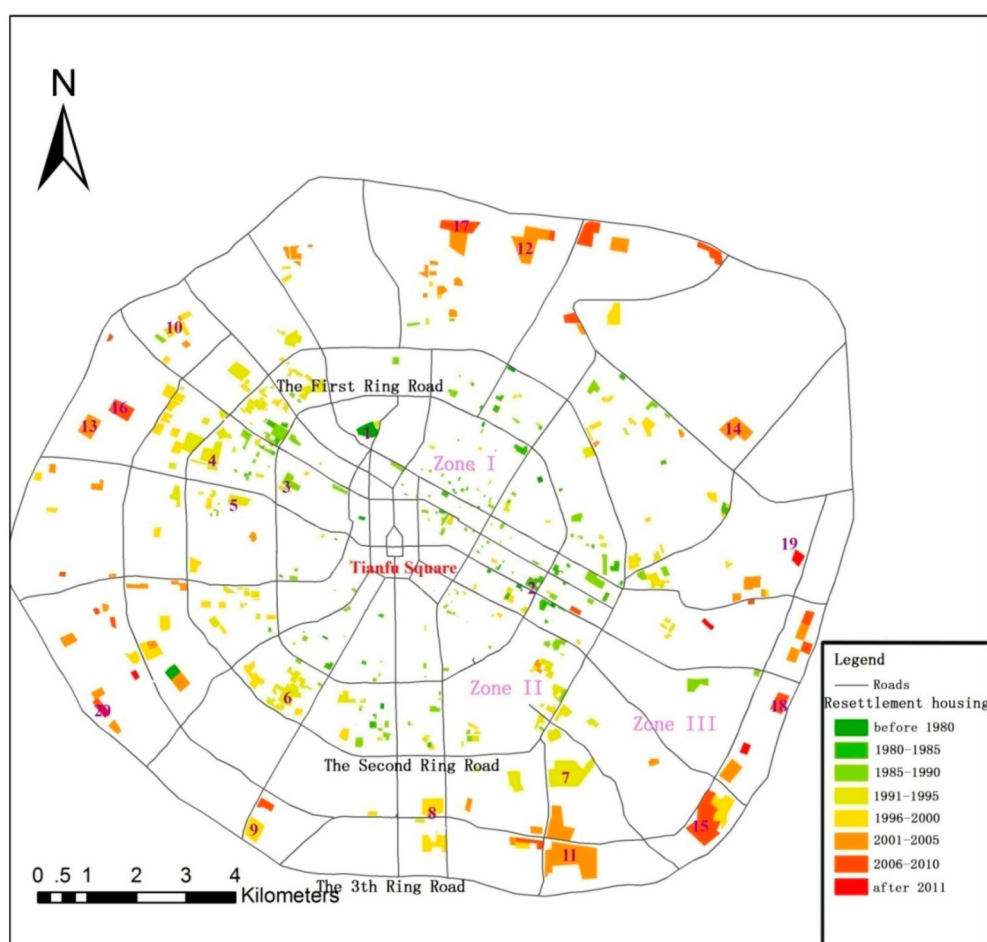 N
17
12
10
The First Ring Road
16
13
14
1
Zone I
4
3
5
19
Tianfu Square
2
6
Zone II
20
18
Zone III
The Second Ring Road
7
8
9
15
11
0 .5 1 2 3 4
Kilometers
The 3th Ring Road
Legend
Roads
Resettlement housing
before 1980
1980-1985
1985-1990
1991-1995
1996-2000
2001-2005
2006-2010
after 2011